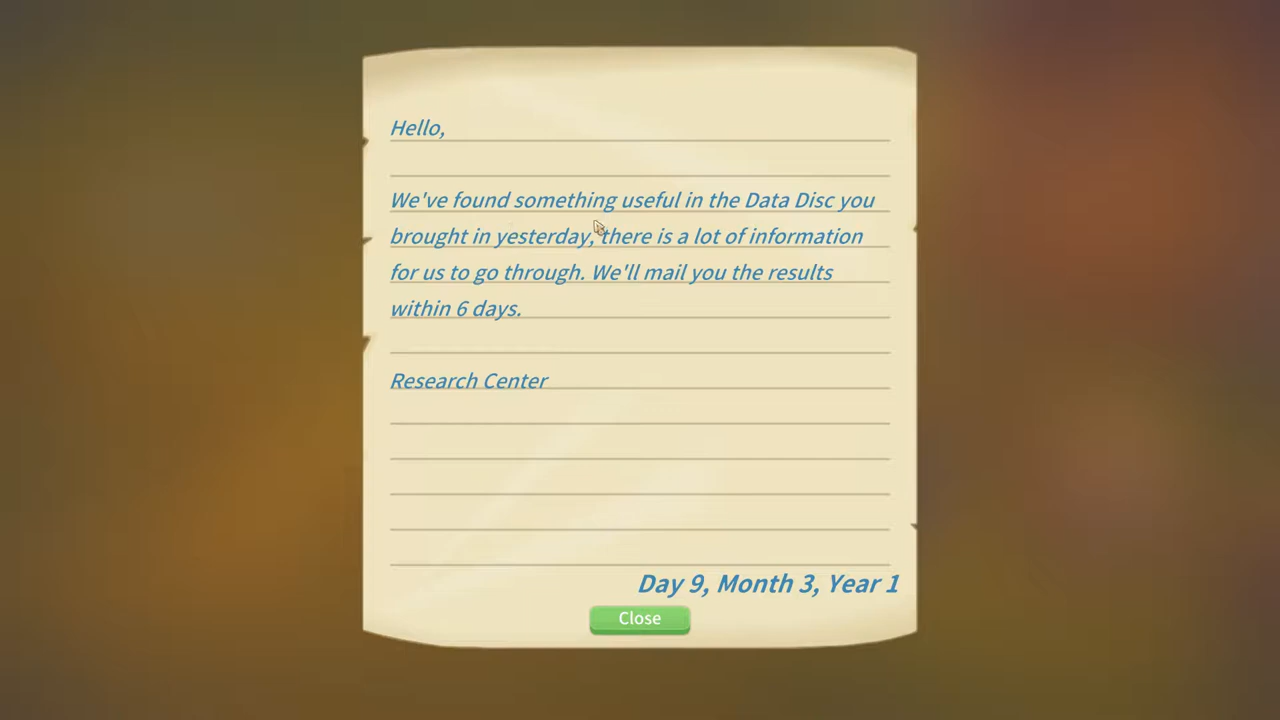 Hello,
We've found something useful in the Data Disc you
brought in yesterday, there is a lot of information
for us to go through. We'll mail you the results
within 6 days.
Research Center
Day 9, Month 3, Year 1
Close